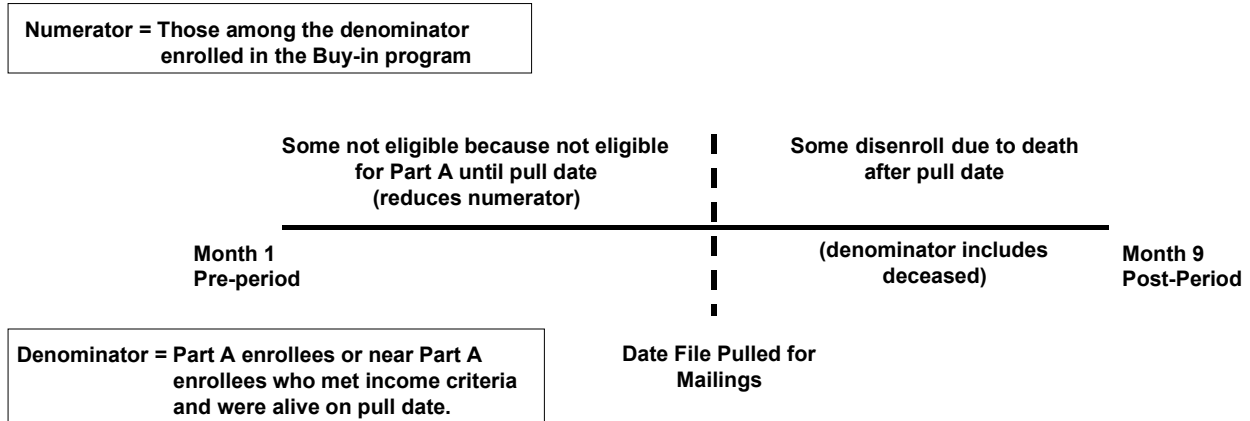 Numerator = Those among the denominator
enrolled in the Buy-in program
Some not eligible because not eligible
for Part A until pull date
(reduces numerator)
Some disenroll due to death
after pull date
Month 1
Pre-period
(denominator includes
deceased)
Month 9
Post-Period
Denominator = Part A enrollees or near Part A
enrollees who met income criteria
and were alive on pull date.
Date File Pulled for
Mailings